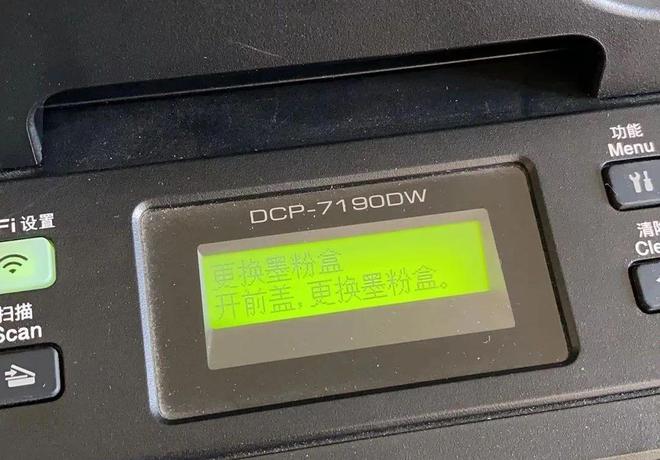 功能
Menu
DCP-7190DW
Fi 设置
更换墨粉盒
开前盖,更换墨粉盒。
清除
Cle
扫描
Scan